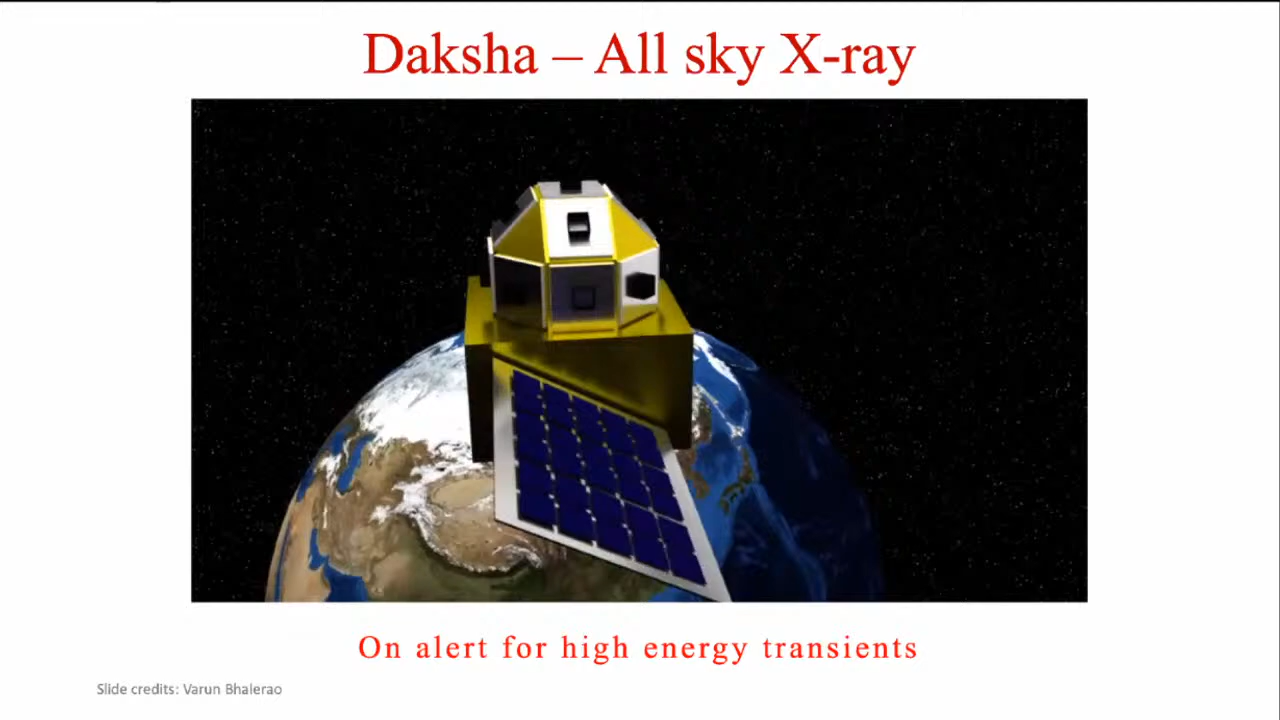 Daksha – All sky X-ray
On alert for high energy transients
Slide credits: Varun Bhalerao